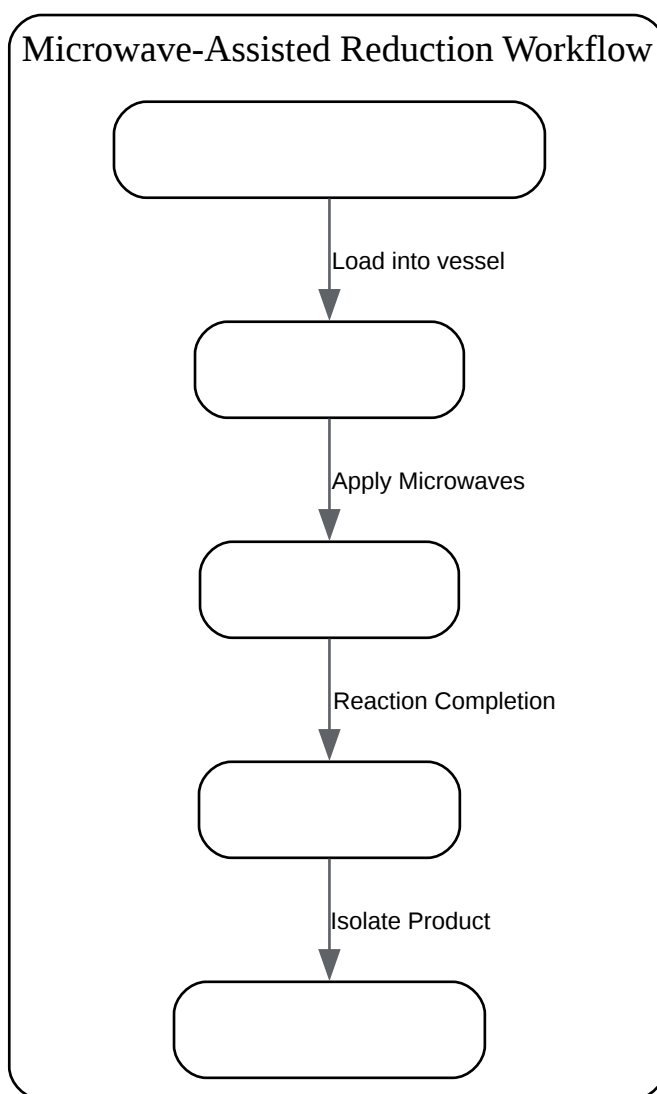 Microwave-Assisted Reduction Workflow
Load into vessel
Apply Microwaves
Reaction Completion
Isolate Product